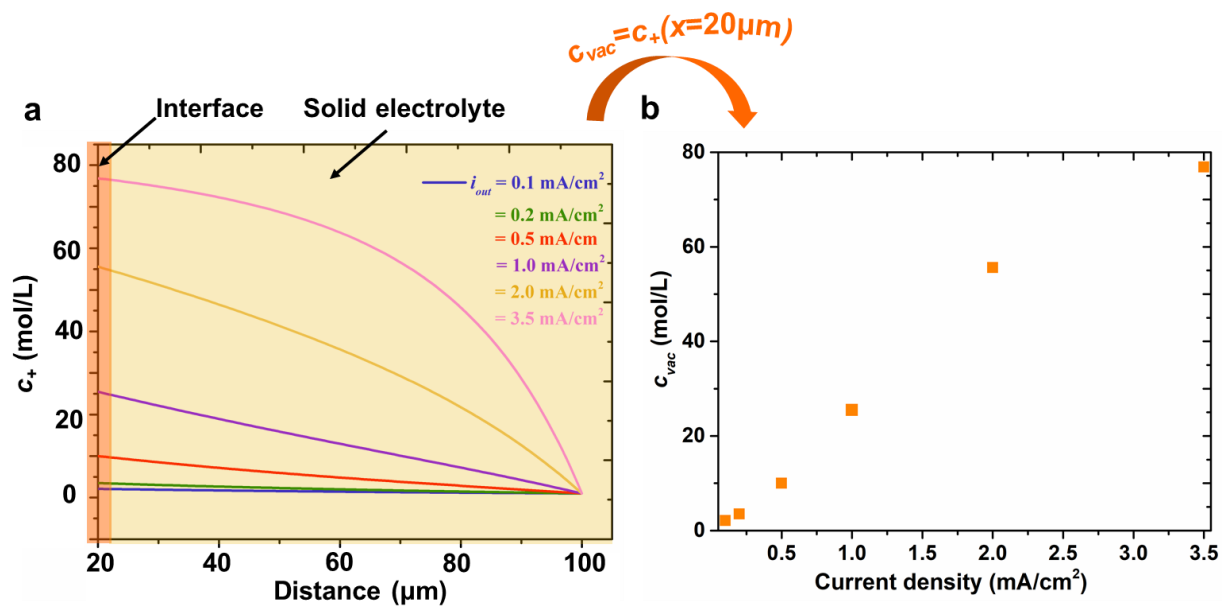 c_vac=c_+(x=20μm)
a
Interface
Solid electrolyte
b
80
60
40
20
0
c_+ (mol/L)
i_out = 0.1 mA/cm²
= 0.2 mA/cm²
= 0.5 mA/cm
= 1.0 mA/cm²
= 2.0 mA/cm²
= 3.5 mA/cm²
20
40
60
80
100
Distance (μm)
80
60
40
20
0
c_vac (mol/L)
0.5
1.0
1.5
2.0
2.5
3.0
3.5
Current density (mA/cm²)